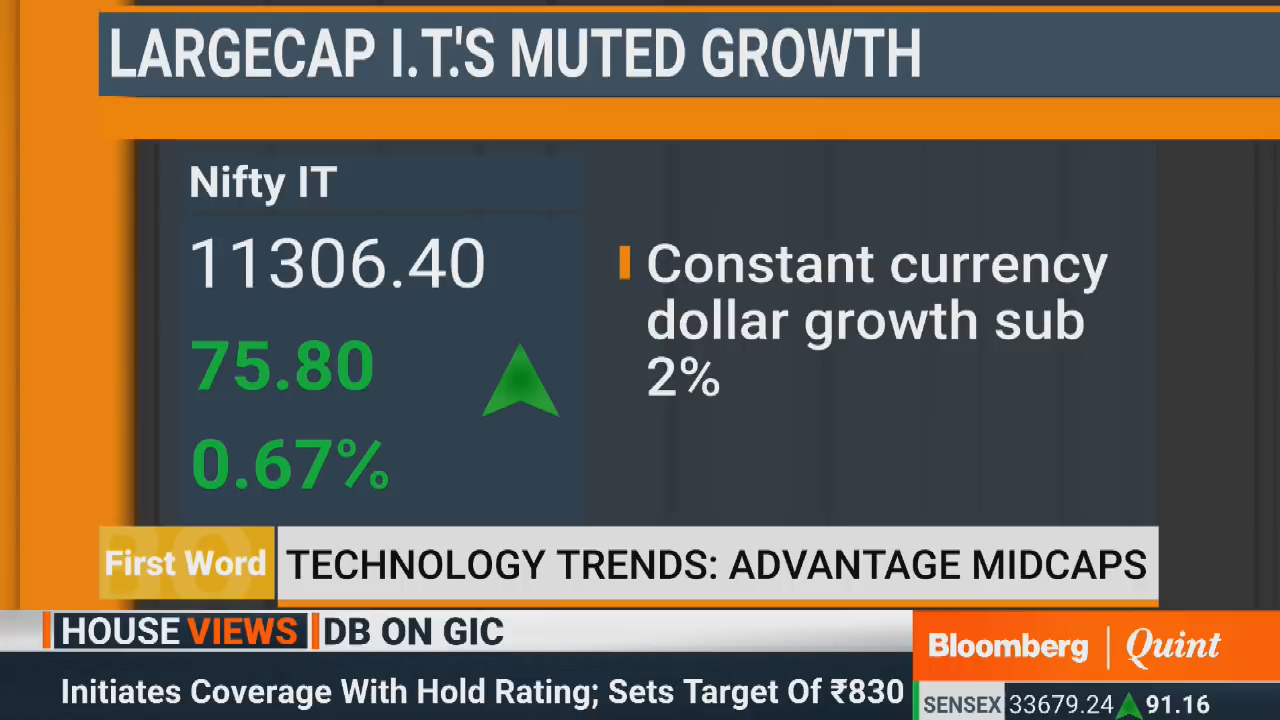 LARGECAP I.T.'S MUTED GROWTH
Nifty IT
11306.40
75.80
0.67%
Constant currency
dollar growth sub
2%
First Word
TECHNOLOGY TRENDS: ADVANTAGE MIDCAPS
HOUSE VIEWS DB ON GIC
Initiates Coverage With Hold Rating; Sets Target Of ₹830
Bloomberg | Quint
SENSEX 33679.24 91.16